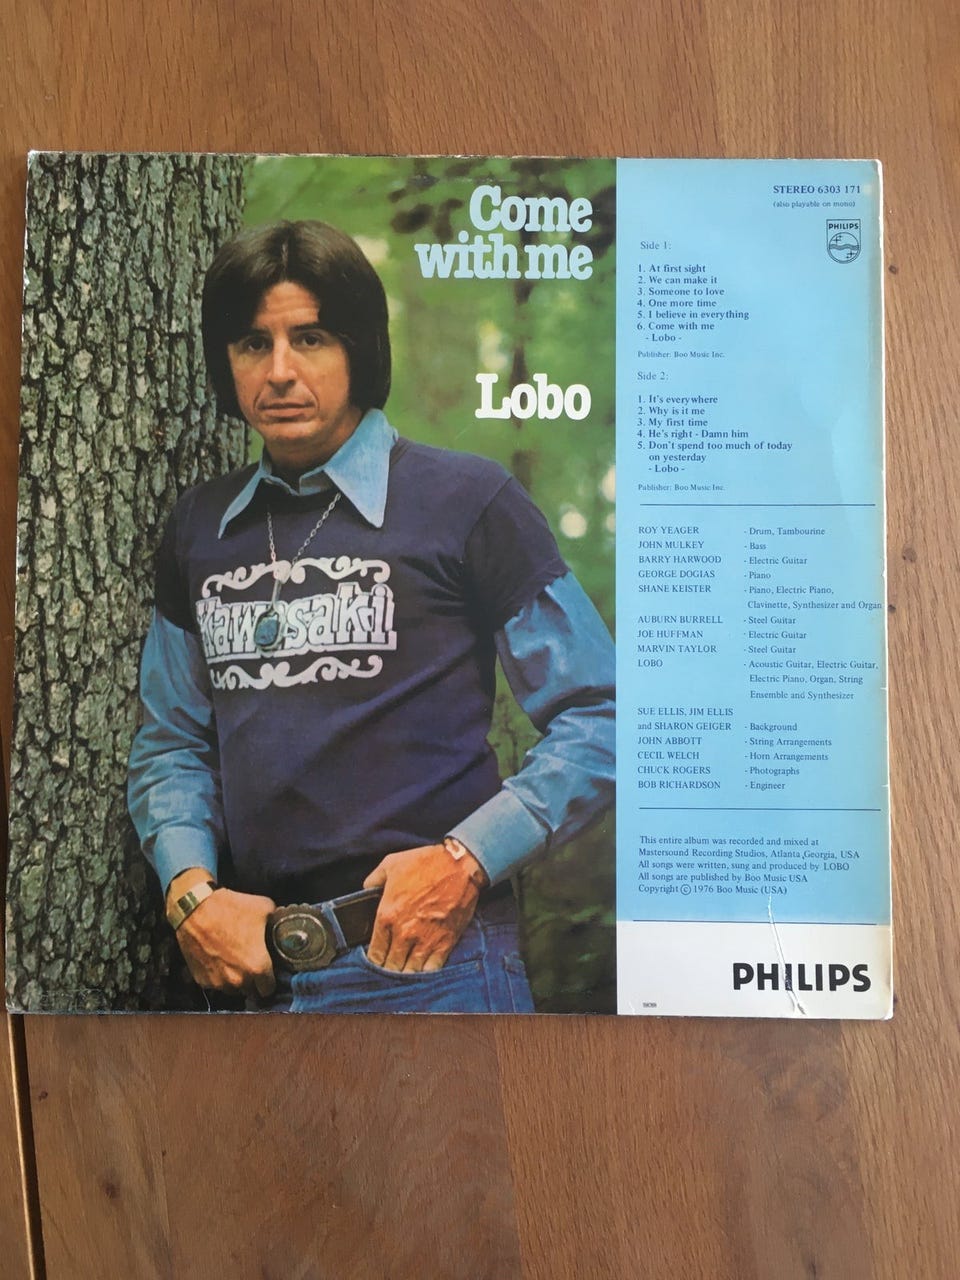 Come
with me
Lobo
Kawasaki
STEREO 6303 171
(also playable on mono)
PHILIPS
Side 1:
1. At first sight
2. We can make it
3. Someone to love
4. One more time
5. I believe in everything
6. Come with me
- Lobo -
Publisher: Boo Music Inc.
Side 2:
1. It's everywhere
2. Why is it me
3. My first time
4. He's right - Damn him
5. Don't spend too much of today
on yesterday
- Lobo -
Publisher: Boo Music Inc.
ROY YEAGER - Drum, Tambourine
JOHN MULKEY - Bass
BARRY HARWOOD - Electric Guitar
GEORGE DOGIAS - Piano
SHANE KEISTER - Piano, Electric Piano,
Clavinette, Synthesizer and Organ
AUBURN BURRELL - Steel Guitar
JOE HUFFMAN - Electric Guitar
MARVIN TAYLOR - Steel Guitar
LOBO - Acoustic Guitar, Electric Guitar,
Electric Piano, Organ, String
Ensemble and Synthesizer
SUE ELLIS, JIM ELLIS
and SHARON GEIGER - Background
JOHN ABBOTT - String Arrangements
CECIL WELCH - Horn Arrangements
CHUCK ROGERS - Photographs
BOB RICHARDSON - Engineer
This entire album was recorded and mixed at
Mastersound Recording Studios, Atlanta,Georgia, USA
All songs were written, sung and produced by LOBO
All songs are published by Boo Music USA
Copyright © 1976 Boo Music (USA)
PHILIPS